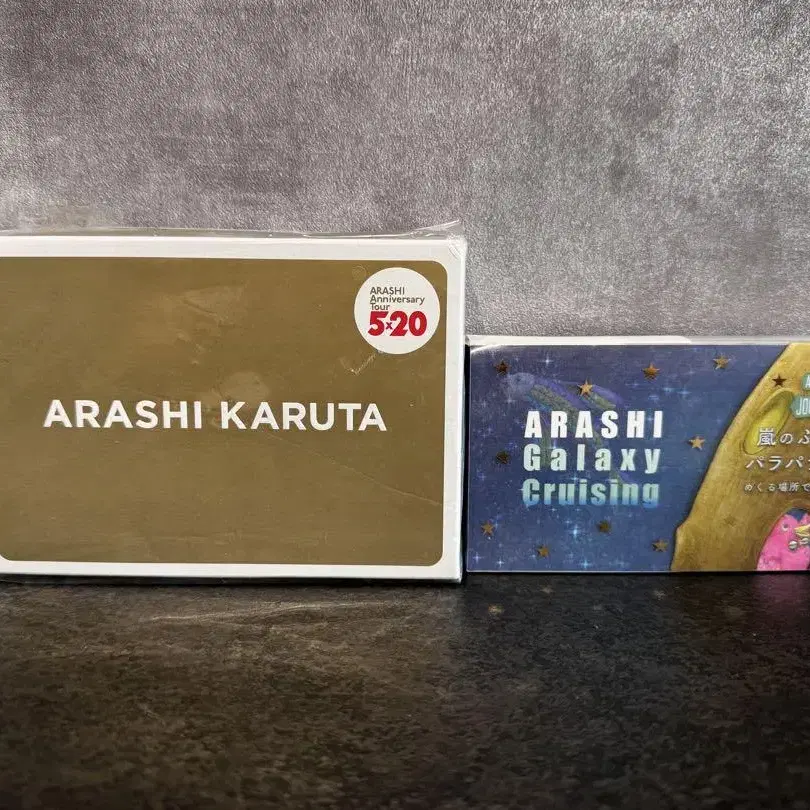 ARASHI
Anniversary
Tour
5×20
ARASHI KARUTA
ARASHI
Galaxy
Cruising
嵐のふ
パラパ
めくる場所で